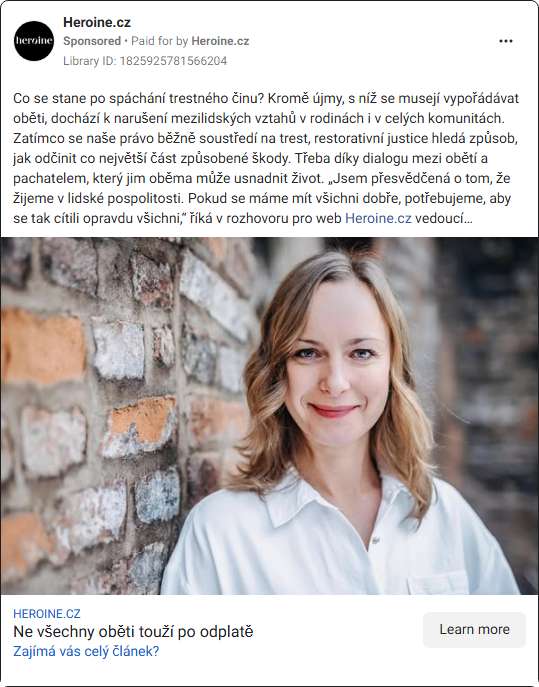 heroine
Heroine.cz
Sponsored • Paid for by Heroine.cz
Library ID: 1825925781566204
Co se stane po spáchání trestného činu? Kromě újmy, s níž se musejí vypořádávat
oběti, dochází k narušení mezilidských vztahů v rodinách i v celých komunitách.
Zatímco se naše právo běžně soustředí na trest, restorativní justice hledá způsob,
jak odčinit co největší část způsobené škody. Třeba díky dialogu mezi obětí a
pachatelem, který jim oběma může usnadnit život. „Jsem přesvědčená o tom, že
žijeme v lidské pospolitosti. Pokud se máme mít všichni dobře, potřebujeme, aby
se tak cítili opravdu všichni,“ říká v rozhovoru pro web Heroine.cz vedoucí...
HEROINE.CZ
Ne všechny oběti touží po odplatě
Zajímá vás celý článek?
Learn more